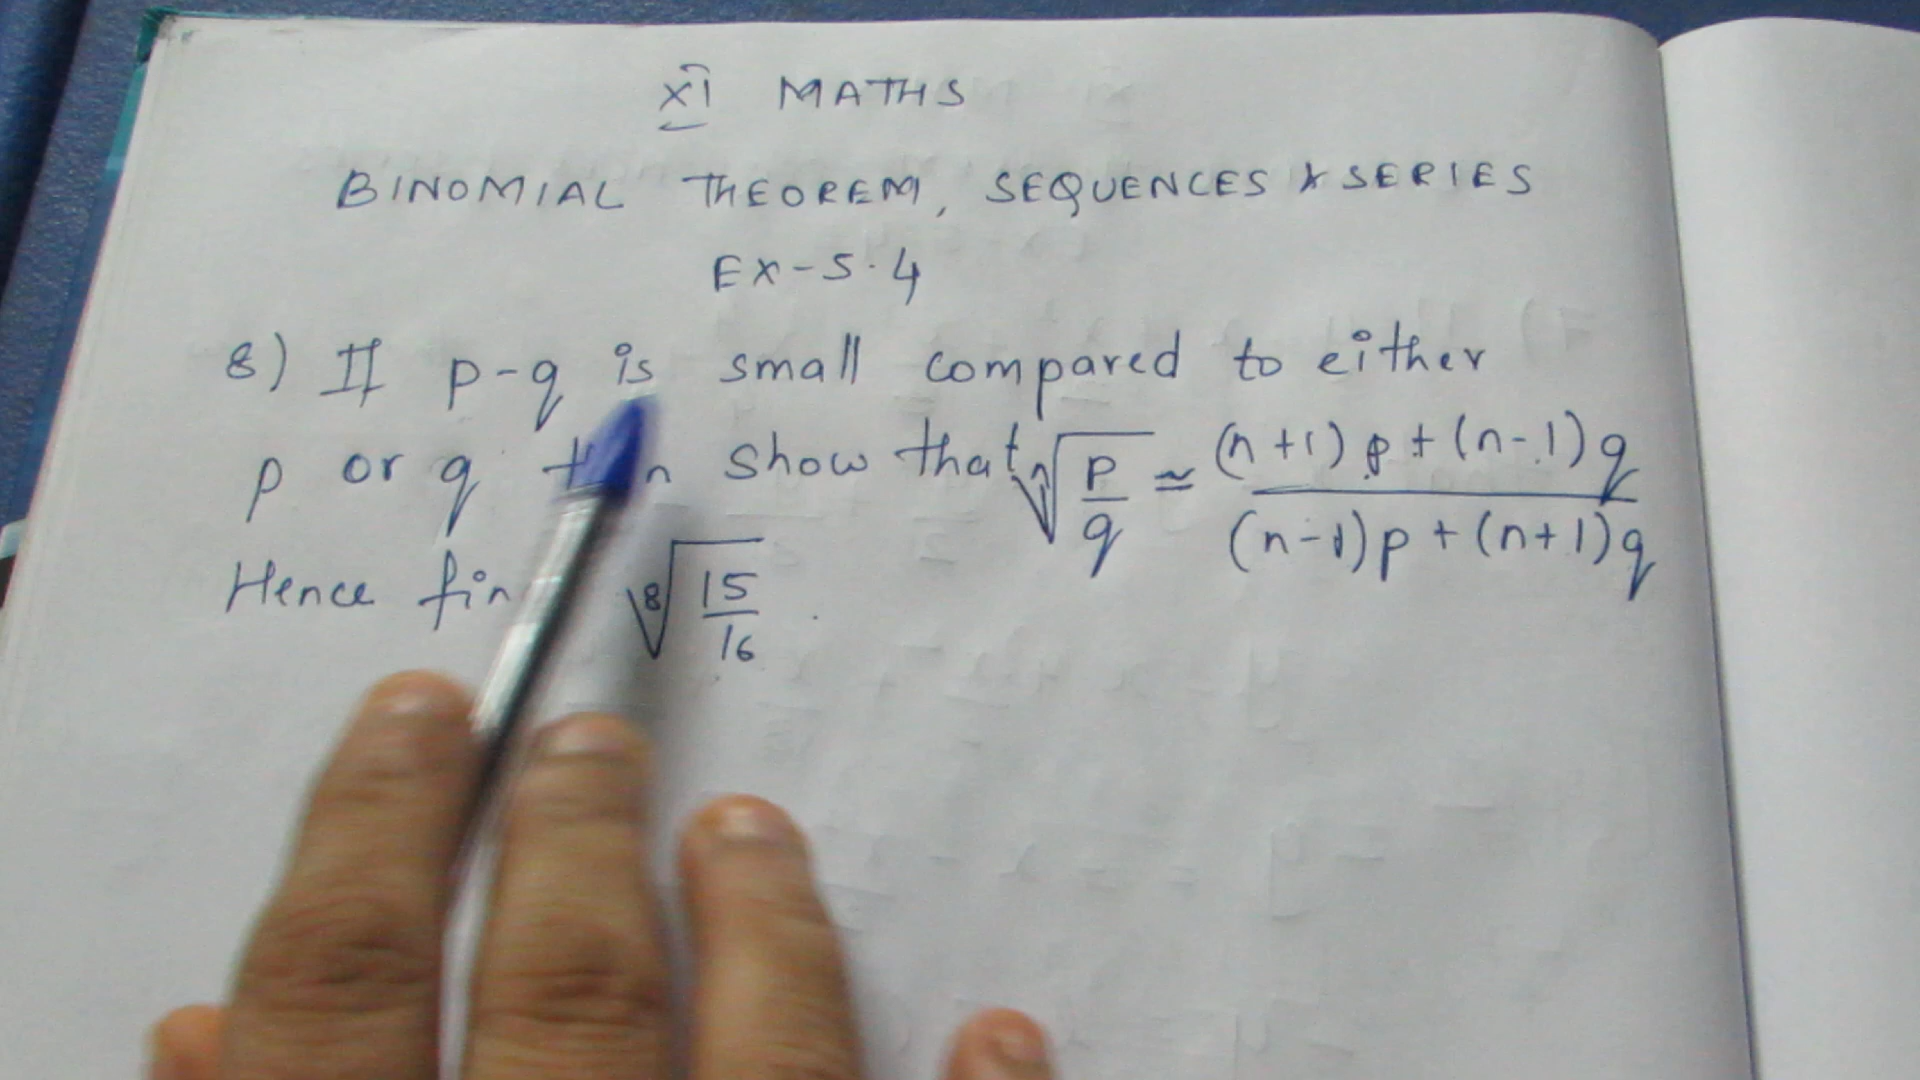 XI MATHS
BINOMIAL THEOREM, SEQUENCES & SERIES
EX-5.4
8) If p-q is small compared to either
p or q show that ⁿ√(p/q) ≃ ((n+1)p+(n-1)q)/((n-1)p+(n+1)q)
Hence ⁸√(15/16).